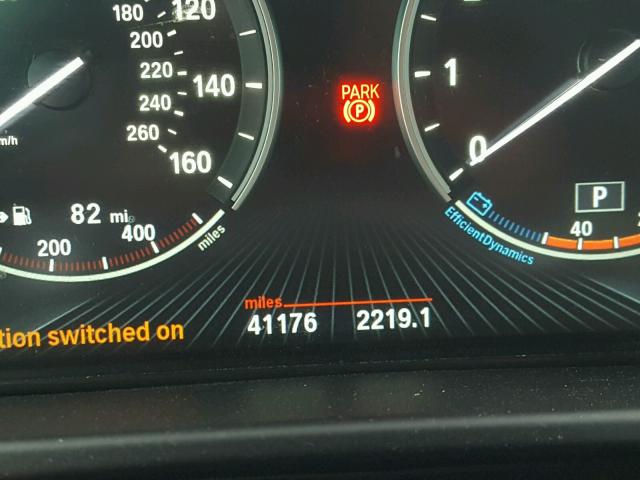 180 120
200
220 140
240
260
160
m/h
82 mi
200 400
miles
PARK
P
1
0
P
EfficientDynamics
40
miles
41176 2219.1
tion switched on